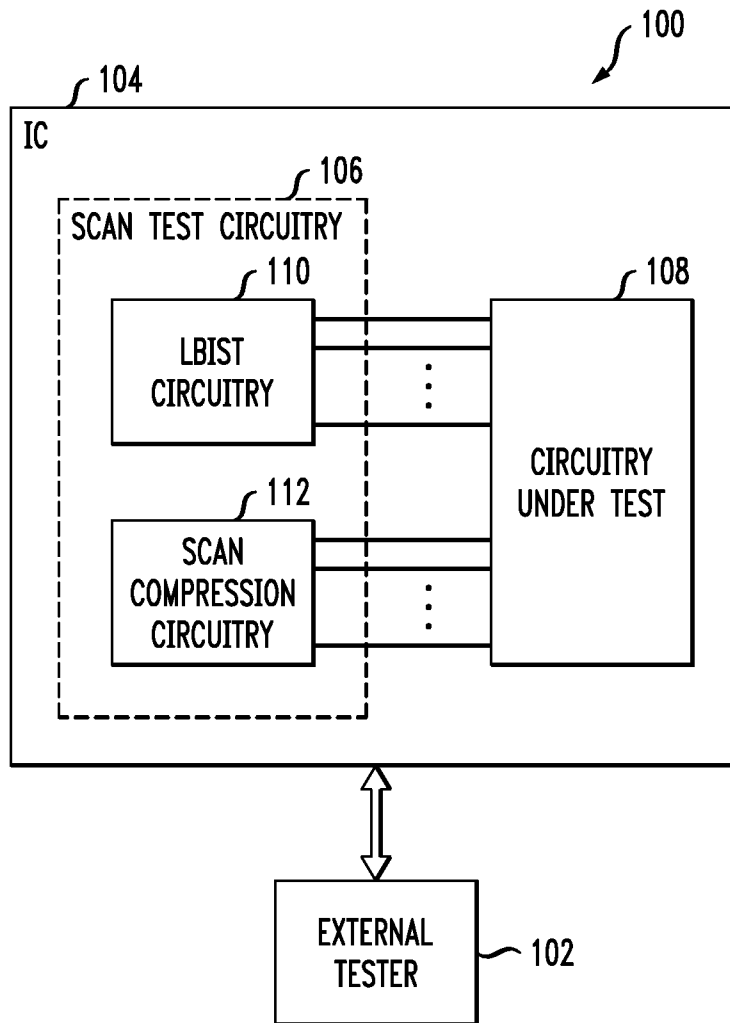 100
104
IC
106
SCAN TEST CIRCUITRY
110
108
LBIST
CIRCUITRY
CIRCUITRY
UNDER TEST
112
SCAN
COMPRESSION
CIRCUITRY
EXTERNAL
TESTER
102